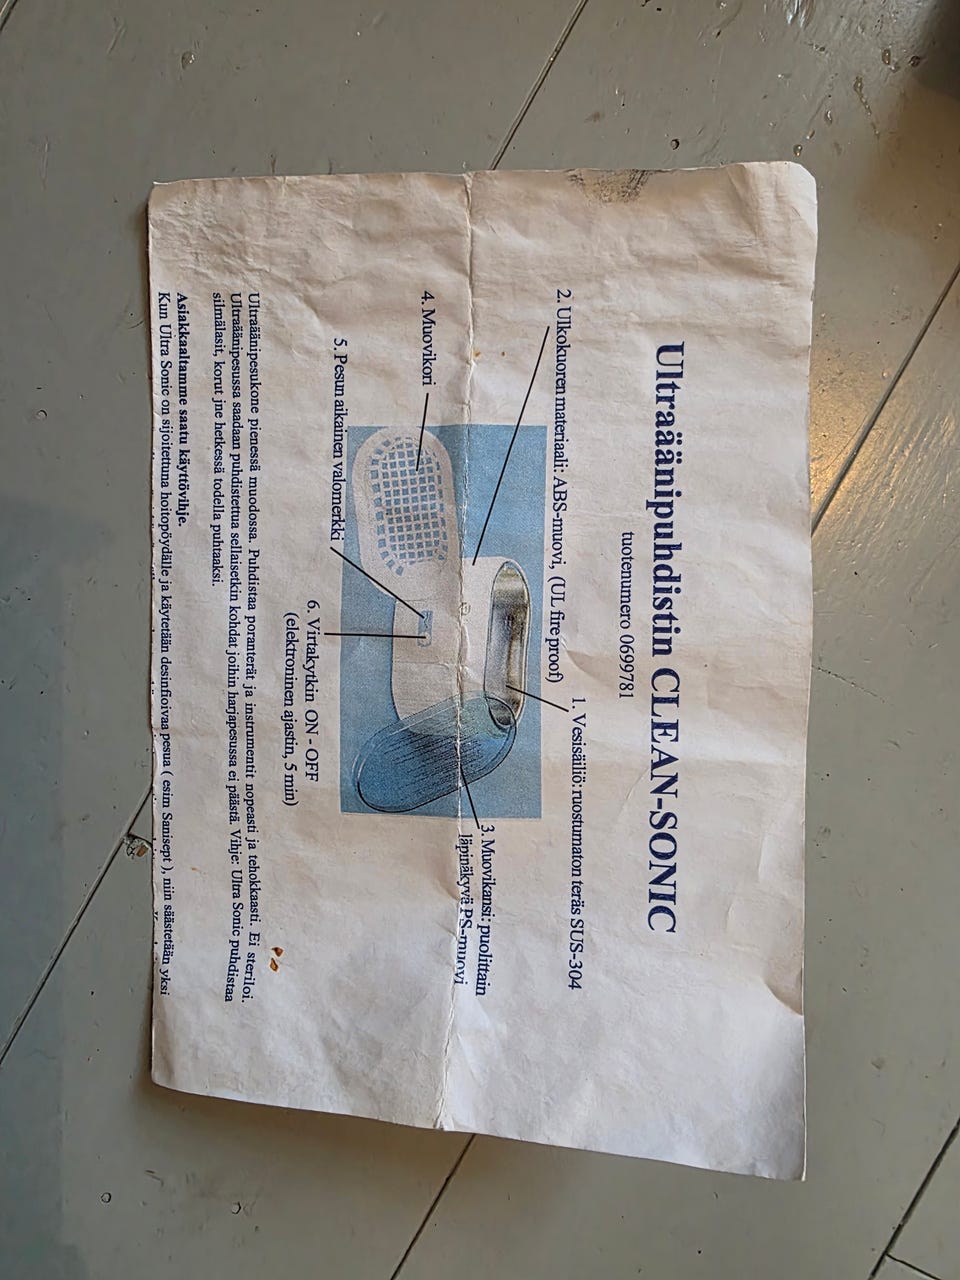 Ultraäänipuhdistin CLEAN-SONIC
tuotenumero 0699781
1. Vesisäiliö: ruostumaton teräs SUS-304
2. Ulkokuoren materiaali: ABS-muovi, (UL fire proof)
3. Muovikansi: puolittain
läpinäkyvä PS-muovi
4. Muovikori
5. Pesun aikainen valomerkki
6. Virtakytkin ON - OFF
(elektroninen ajastin, 5 min)
Ultraäänipesukone pienessä muodossa. Puhdistaa poranterät ja instrumentit nopeasti ja tehokkaasti. Ei steriloi.
Ultraäänipesussa saadaan puhdistettua sellaisetkin kohdat joihin harjapesussa ei päästä. Vihje: Ultra Sonic puhdistaa
silmälasit, korut jne hetkessä todella puhtaaksi.
Asiakkaaltamme saatu käyttövihje.
Kun Ultra Sonic on sijoitettuna hoitopöydälle ja käytetään desinfioivaa pesua ( esim Sanisept ), niin säästetään yksi